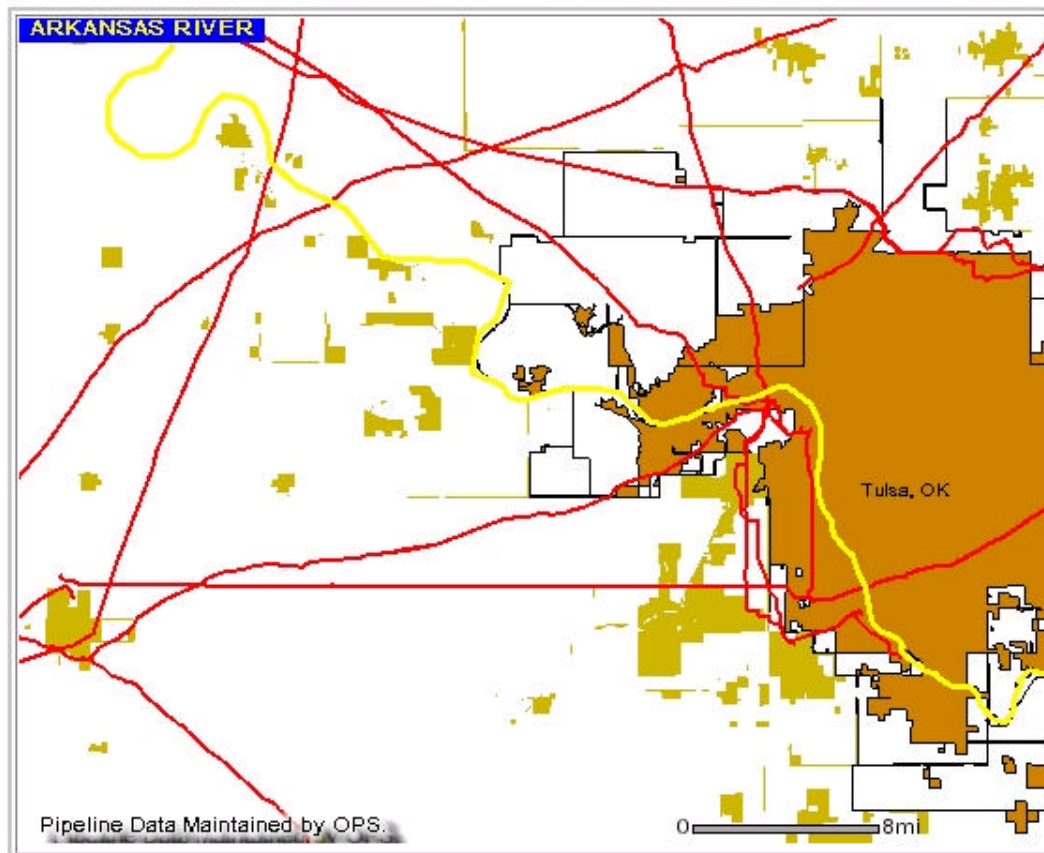 ARKANSAS RIVER
Tulsa, OK
Pipeline Data Maintained by OPS.
0 8mi